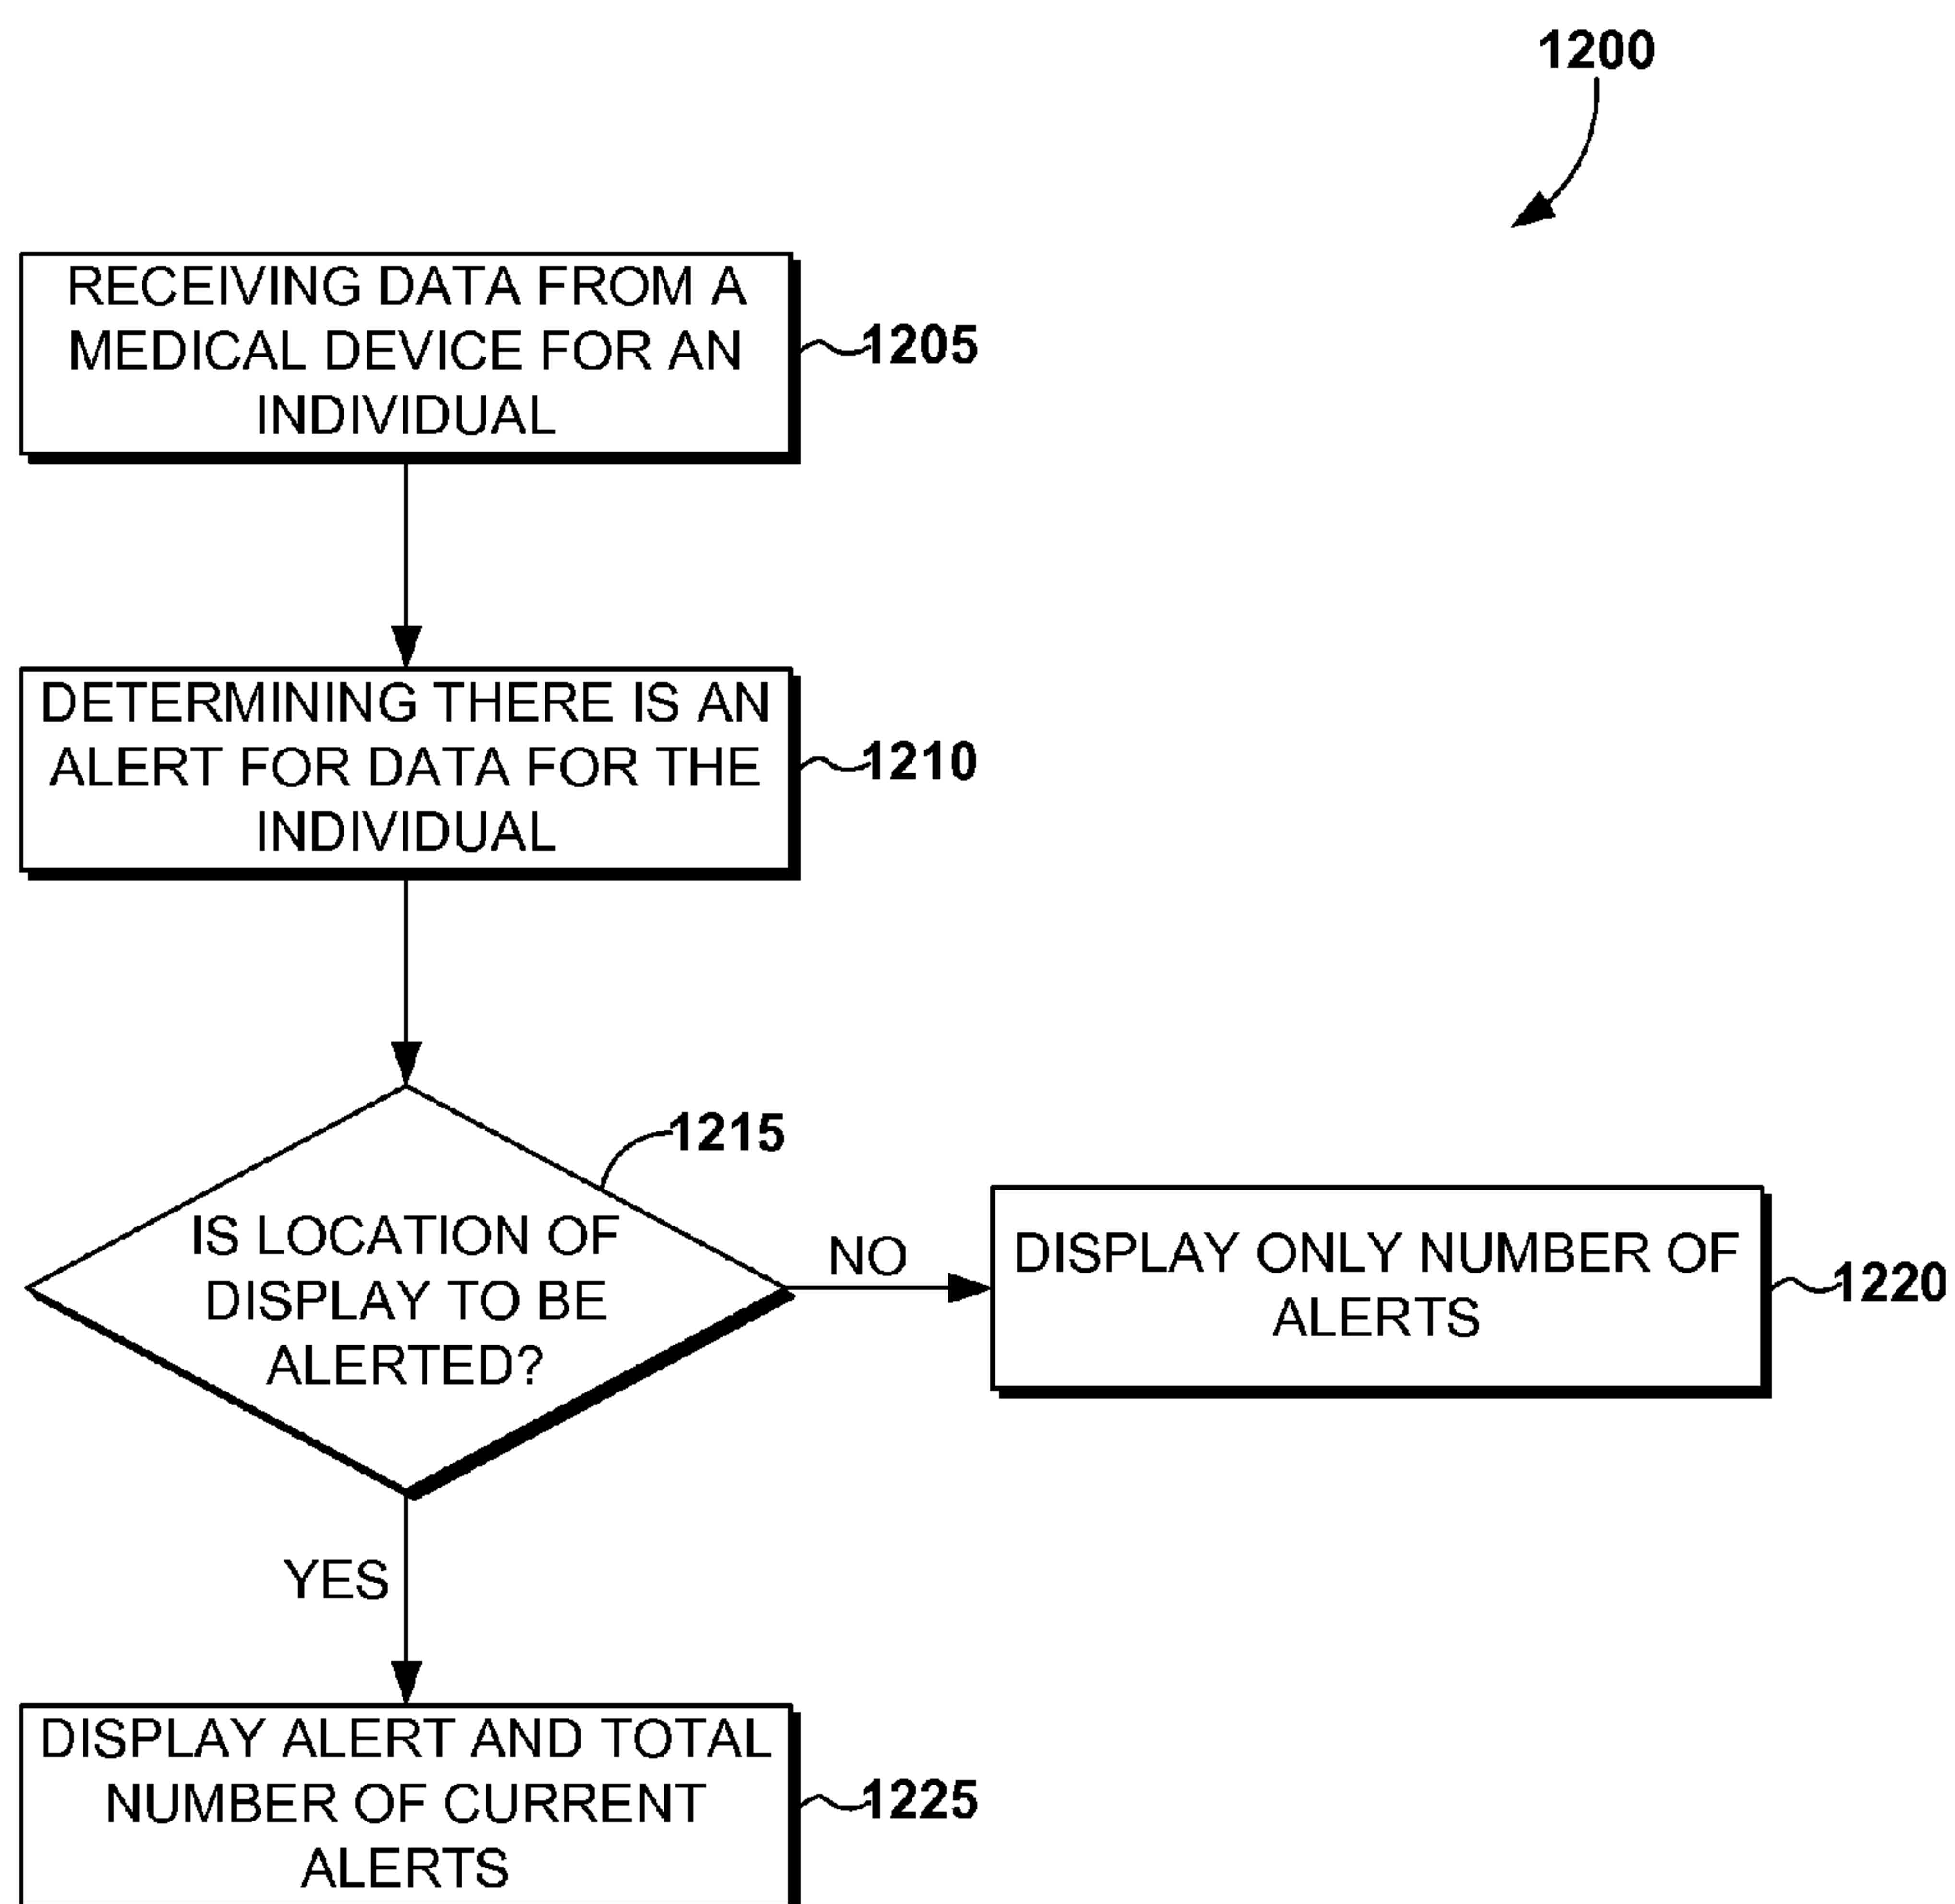 1200
RECEIVING DATA FROM A
MEDICAL DEVICE FOR AN
INDIVIDUAL
1205
DETERMINING THERE IS AN
ALERT FOR DATA FOR THE
INDIVIDUAL
1210
1215
IS LOCATION OF
DISPLAY TO BE
ALERTED?
NO
DISPLAY ONLY NUMBER OF
ALERTS
1220
YES
DISPLAY ALERT AND TOTAL
NUMBER OF CURRENT
ALERTS
1225